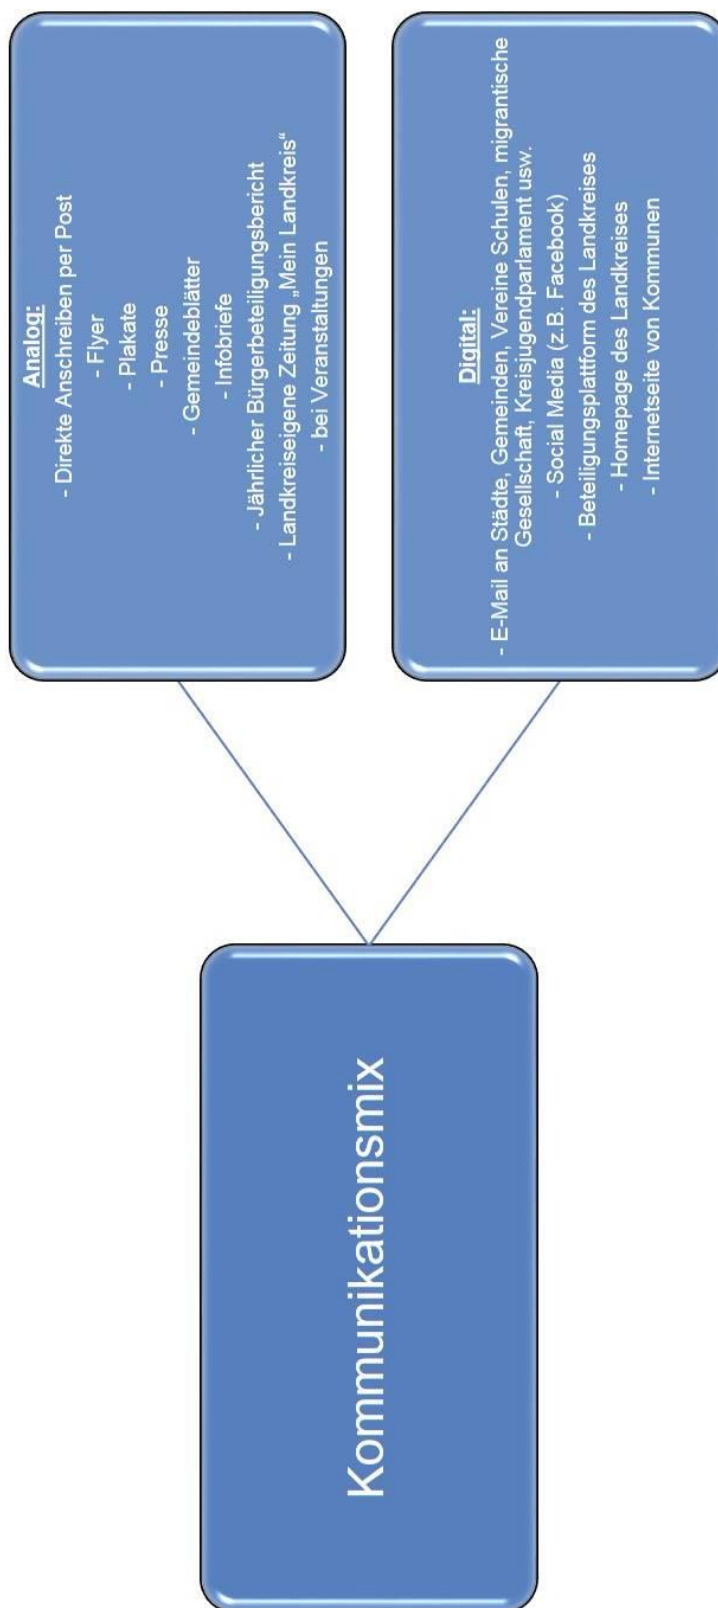 Kommunikationsmix
Analog:
- Direkte Anschreiben per Post
- Flyer
- Plakate
- Presse
- Gemeindeblätter
- Infobriefe
- Jährlicher Bürgerbeteiligungsbericht
- Landkreiseigene Zeitung „Mein Landkreis“
- bei Veranstaltungen
Digital:
- E-Mail an Städte, Gemeinden, Vereine Schulen, migrantische
Gesellschaft, Kreisjugendparlament usw.
- Social Media (z.B. Facebook)
- Beteiligungsplattform des Landkreises
- Homepage des Landkreises
- Internetseite von Kommunen